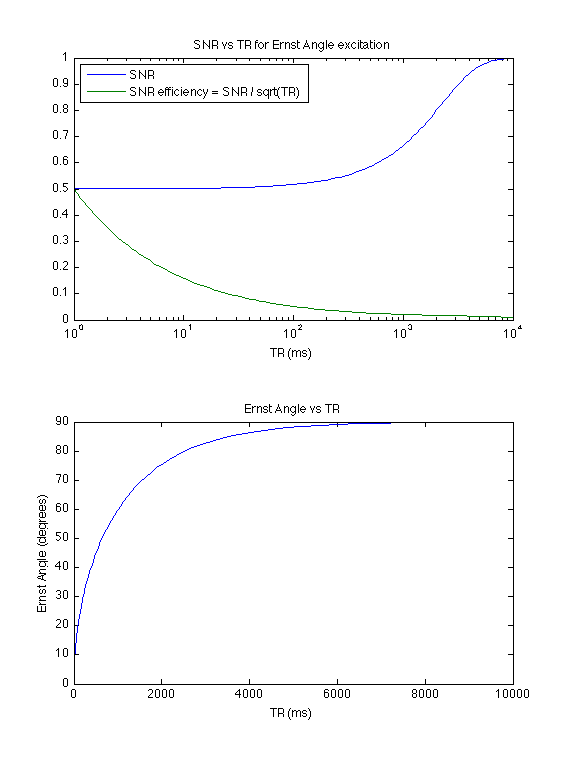 SNR vs TR for Ernst Angle excitation
1
0.9
0.8
0.7
0.6
0.5
0.4
0.3
0.2
0.1
0
SNR
SNR efficiency = SNR / sqrt(TR)
10^0 10^1 10^2 10^3 10^4
TR (ms)
Ernst Angle vs TR
90
80
70
60
50
40
30
20
10
0
Ernst Angle (degrees)
0 2000 4000 6000 8000 10000
TR (ms)